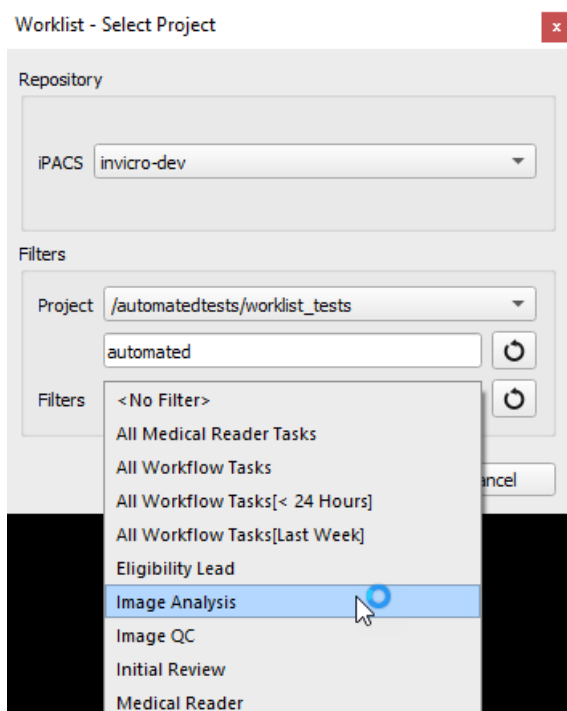 Worklist - Select Project
x
Repository
iPACS invicro-dev
Filters
Project /automatedtests/worklist_tests
automated
Filters <No Filter>
All Medical Reader Tasks
All Workflow Tasks
ancel
All Workflow Tasks[< 24 Hours]
All Workflow Tasks[Last Week]
Eligibility Lead
Image Analysis
Image QC
Initial Review
Medical Reader